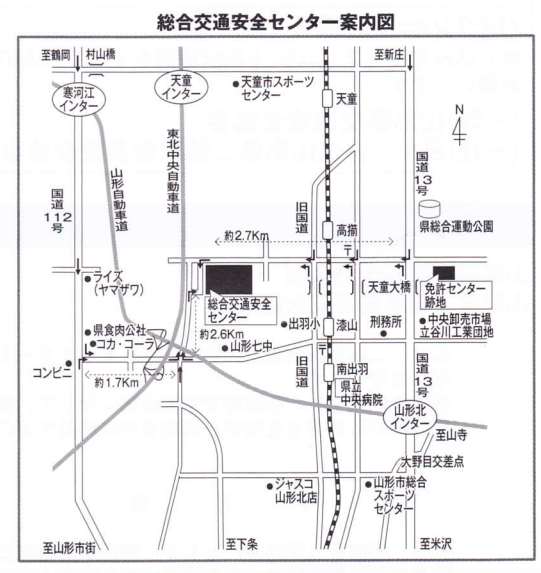 総合交通安全センター案内図
至鶴岡
村山橋
至新庄
寒河江
インター
天童
インター
天童市スポーツ
センター
天童
N
東北中央自動車道
山形自動車道
国道
112号
旧国道
国道
13号
県総合運動公園
高擶
〒
約2.7Km
ライズ
(ヤマザワ)
総合交通安全
センター
天童大橋
免許センター
跡地
県食肉公社
コカ・コーラ
約2.6Km
出羽小
漆山
刑務所
中央卸売市場
立谷川工業団地
山形七中
〒
コンビニ
約1.7Km
旧国道
南出羽
県立
中央病院
国道
13号
山形北
インター
至山寺
大野目交差点
ジャスコ
山形北店
山形市総合
スポーツ
センター
至山形市街
至下条
至米沢